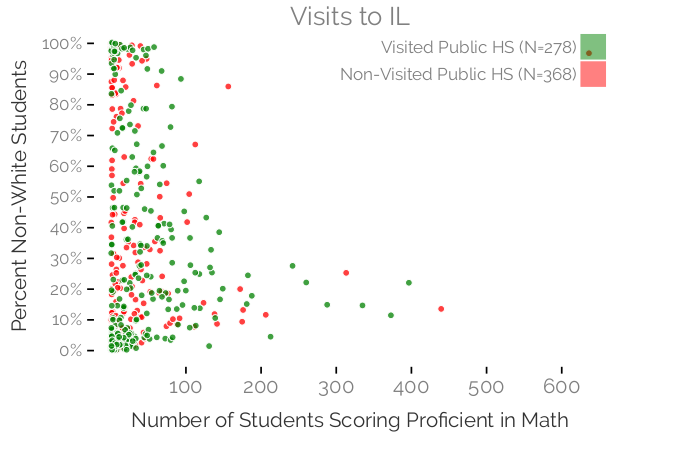 Visits to IL
Visited Public HS (N=278)
Non-Visited Public HS (N=368)
Percent Non-White Students
100%
90%
80%
70%
60%
50%
40%
30%
20%
10%
0%
100 200 300 400 500 600
Number of Students Scoring Proficient in Math